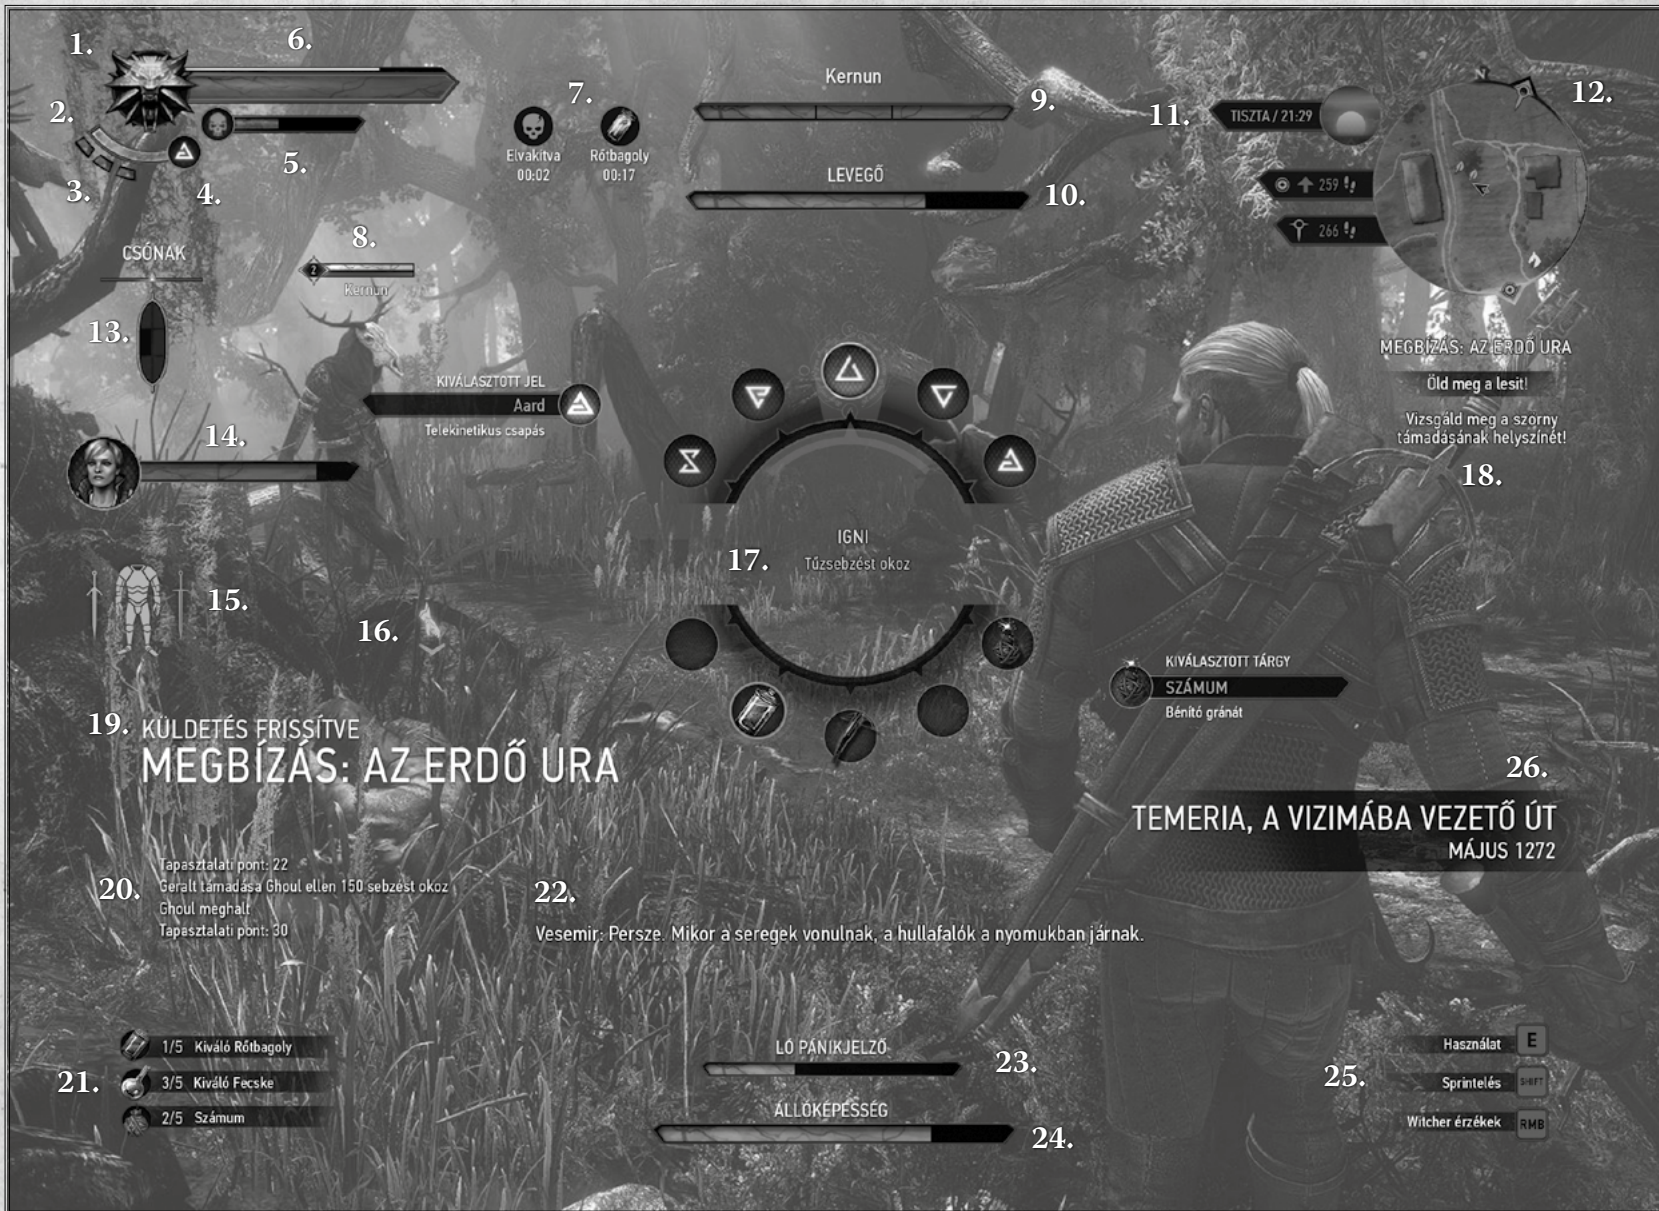 1.
6.
2.
3.
4.
5.
7.
Elvakitva
00:02
Rőtbagoly
00:17
Kernun
9.
LEVEGŐ
10.
11.
TISZTA / 21:29
N
12.
259
266
CSÓNAK
8.
2
Kernun
13.
KIVÁLASZTOTT JEL
Aard
Telekinetikus csapás
MEGBÍZÁS: AZ ERDŐ URA
Öld meg a lesit!
Vizsgáld meg a szörny
támadásának helyszínét!
18.
14.
15.
16.
17.
IGNI
Tűzsebzést okoz
KIVÁLASZTOTT TÁRGY
SZÁMUM
Bénító gránát
19.
KÜLDETÉS FRISSÍTVE
MEGBÍZÁS: AZ ERDŐ URA
26.
TEMERIA, A VIZIMÁBA VEZETŐ ÚT
MÁJUS 1272
20.
Tapasztalati pont: 22
Geralt támadása Ghoul ellen 150 sebzést okoz
Ghoul meghalt
Tapasztalati pont: 30
22.
Vesemir: Persze. Mikor a seregek vonulnak, a hullafalók a nyomukban járnak.
21.
1/5 Kiváló Rőtbagoly
3/5 Kiváló Fecske
2/5 Számum
LÓ PÁNIKJELZŐ
23.
ÁLLÓKÉPESSÉG
24.
25.
Használat E
Sprintelés SHIFT
Witcher érzékek RMB